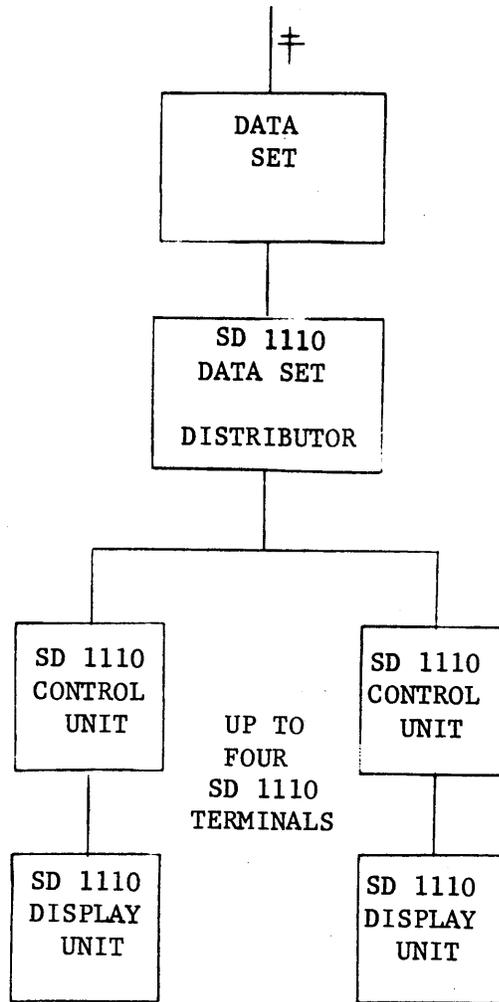 DATA
SET
SD 1110
DATA SET
DISTRIBUTOR
SD 1110
CONTROL
UNIT
SD 1110
CONTROL
UNIT
UP TO
FOUR
SD 1110
TERMINALS
SD 1110
DISPLAY
UNIT
SD 1110
DISPLAY
UNIT